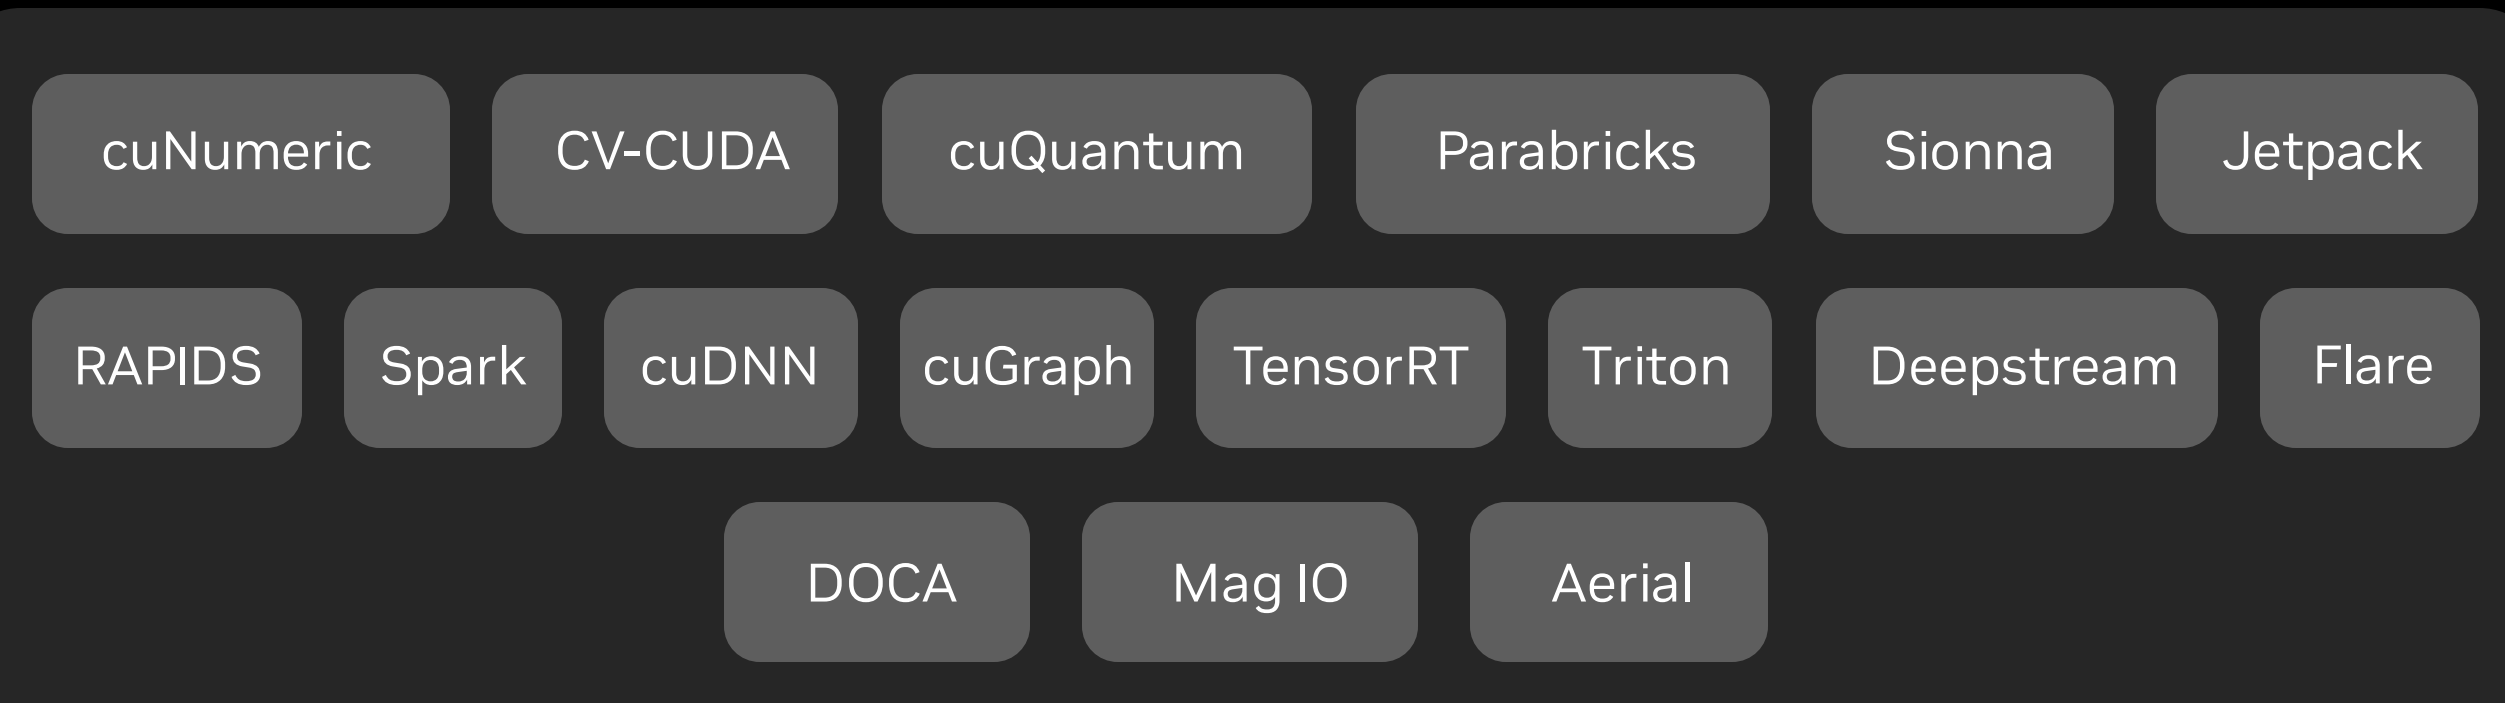 cuNumeric CV-CUDA cuQuantum Parabricks Sionna Jetpack
RAPIDS Spark cuDNN cuGraph TensorRT Triton Deepstream Flare
DOCA Mag IO Aerial